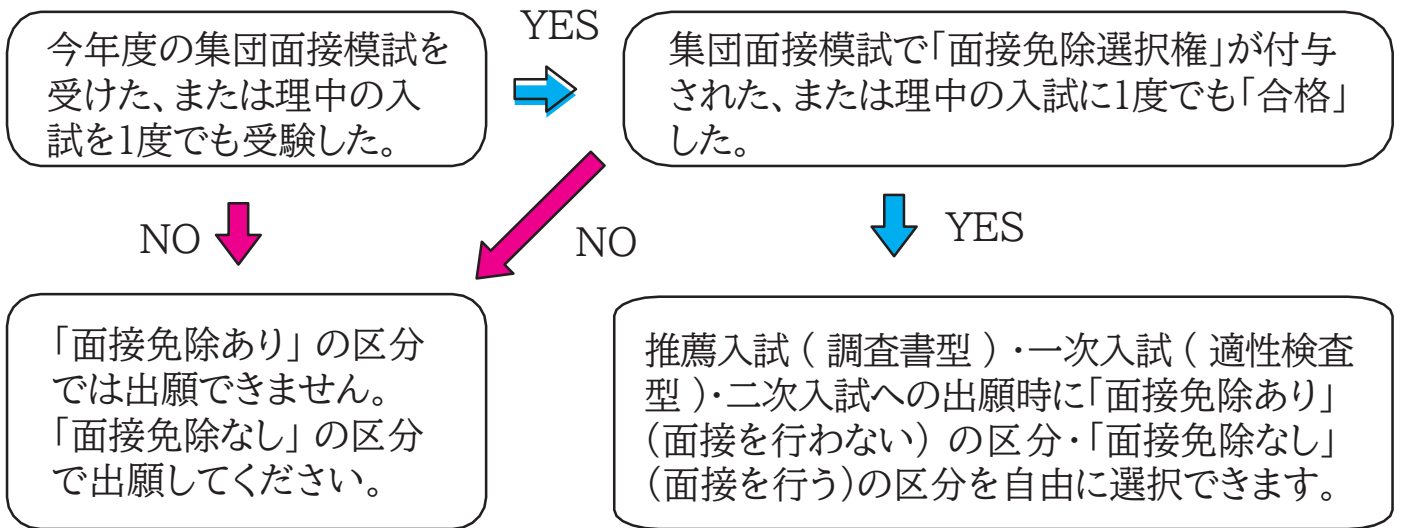 今年度の集団面接模試を
受けた、または理中の入
試を1度でも受験した。
YES
集団面接模試で「面接免除選択権」が付与
された、または理中の入試に1度でも「合格」
した。
NO
NO
YES
「面接免除あり」の区分
では出願できません。
「面接免除なし」の区分
で出願してください。
推薦入試(調査書型)・一次入試(適性検査
型)・二次入試への出願時に「面接免除あり」
(面接を行わない)の区分・「面接免除なし」
(面接を行う)の区分を自由に選択できます。